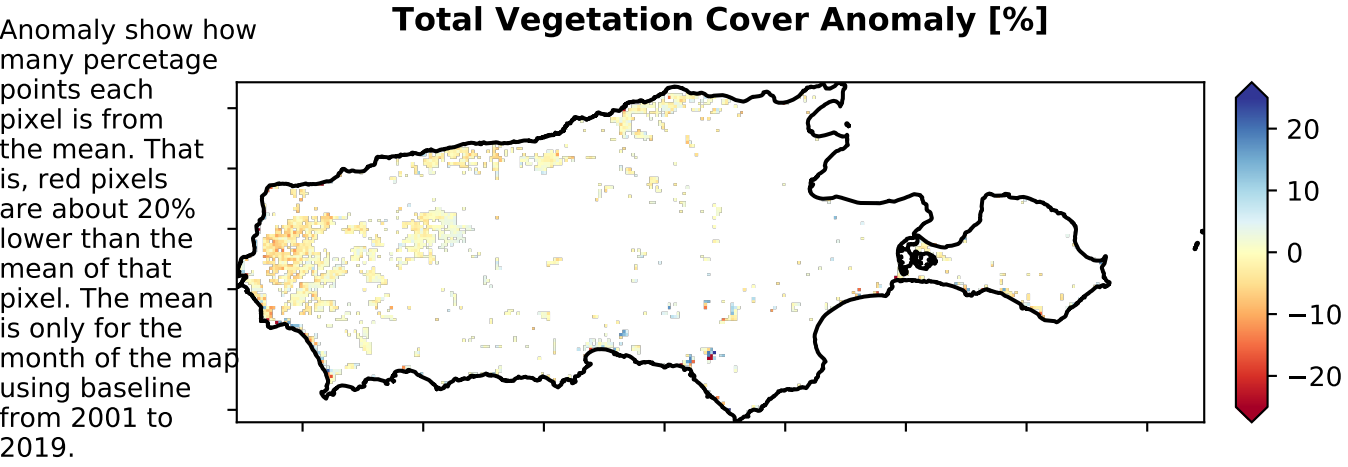 Total Vegetation Cover Anomaly [%]
Anomaly show how
many percetage
points each
pixel is from
the mean. That
is, red pixels
are about 20%
lower than the
mean of that
pixel. The mean
is only for the
month of the map
using baseline
from 2001 to
2019.
20
10
0
−10
−20